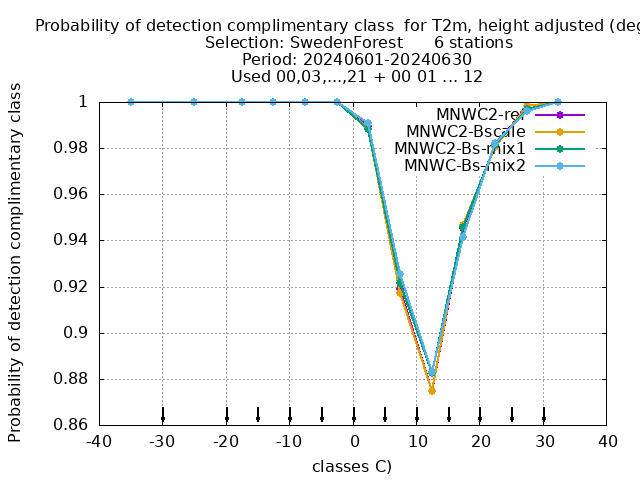 Probability of detection complimentary class for T2m, height adjusted (deg
Selection: SwedenForest 6 stations
Period: 20240601-20240630
Used 00,03,...,21 + 00 01 ... 12
Probability of detection complimentary class
1
0.98
0.96
0.94
0.92
0.9
0.88
0.86
MNWC2-ref
MNWC2-Bscale
MNWC2-Bs-mix1
MNWC-Bs-mix2
-40 -30 -20 -10 0 10 20 30 40
classes C)